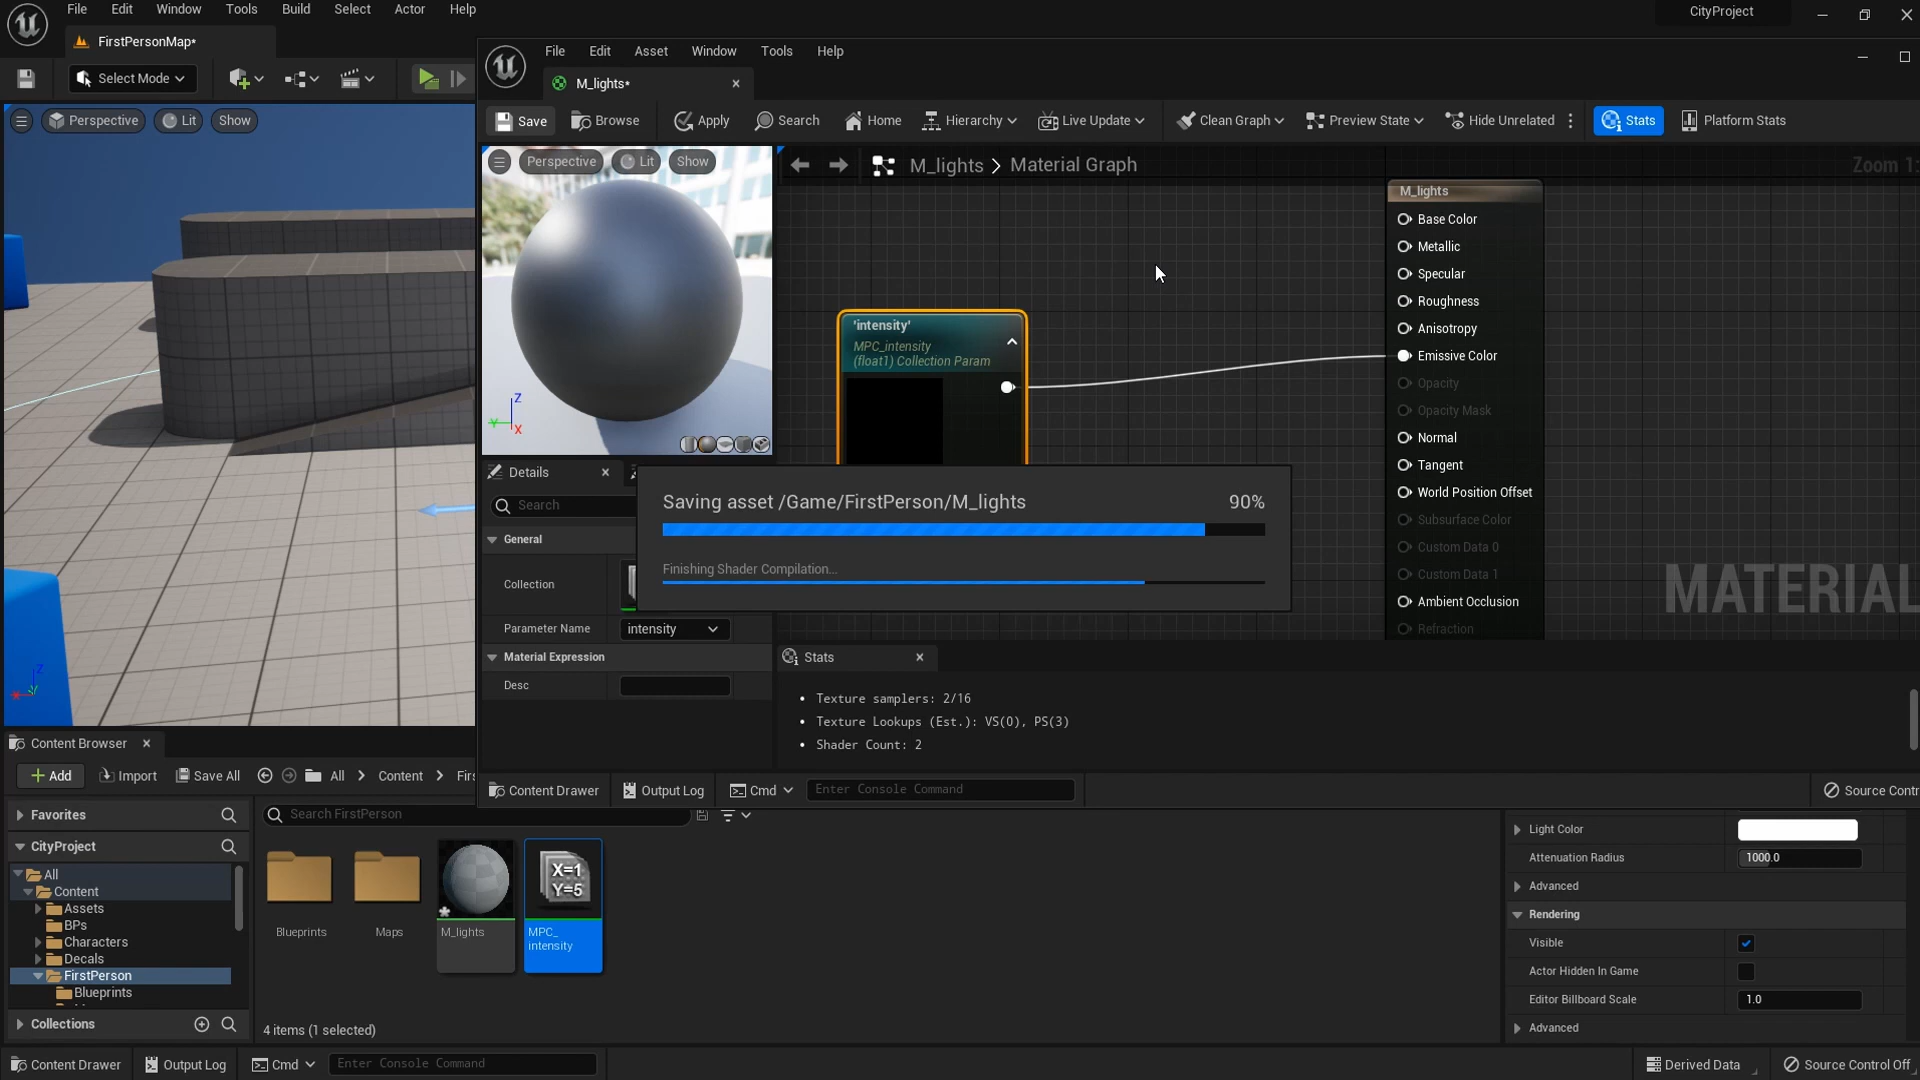 File Edit Window Tools Build Select Actor Help
CityProject
FirstPersonMap*
Select Mode
Perspective Lit Show
File Edit Asset Window Tools Help
M_lights*
Save Browse Apply Search Home Hierarchy Live Update Clean Graph Preview State Hide Unrelated Stats Platform Stats
Perspective Lit Show
M_lights > Material Graph
Zoom 1:
'intensity'
MPC_intensity
(float1) Collection Param
M_lights
Base Color
Metallic
Specular
Roughness
Anisotropy
Emissive Color
Opacity
Opacity Mask
Normal
Tangent
World Position Offset
Subsurface Color
Custom Data 0
Custom Data 1
Ambient Occlusion
Refraction
MATERIAL
Z
Y
X
Saving asset /Game/FirstPerson/M_lights 90%
Finishing Shader Compilation...
Details
Search
General
Collection
Parameter Name intensity
Material Expression
Desc
Stats
Texture samplers: 2/16
Texture Lookups (Est.): VS(0), PS(3)
Shader Count: 2
Content Drawer Output Log Cmd Enter Console Command
Source Contr
Z
Content Browser
Add Import Save All All > Content > Firs
Favorites
CityProject
All
Content
Assets
BPs
Characters
Decals
FirstPerson
Blueprints
Collections
Search FirstPerson
Blueprints
Maps
M_lights
X=1
Y=5
MPC_
intensity
4 items (1 selected)
Light Color
Attenuation Radius 1000.0
Advanced
Rendering
Visible
Actor Hidden In Game
Editor Billboard Scale 1.0
Advanced
Content Drawer Output Log Cmd Enter Console Command
Derived Data Source Control Off